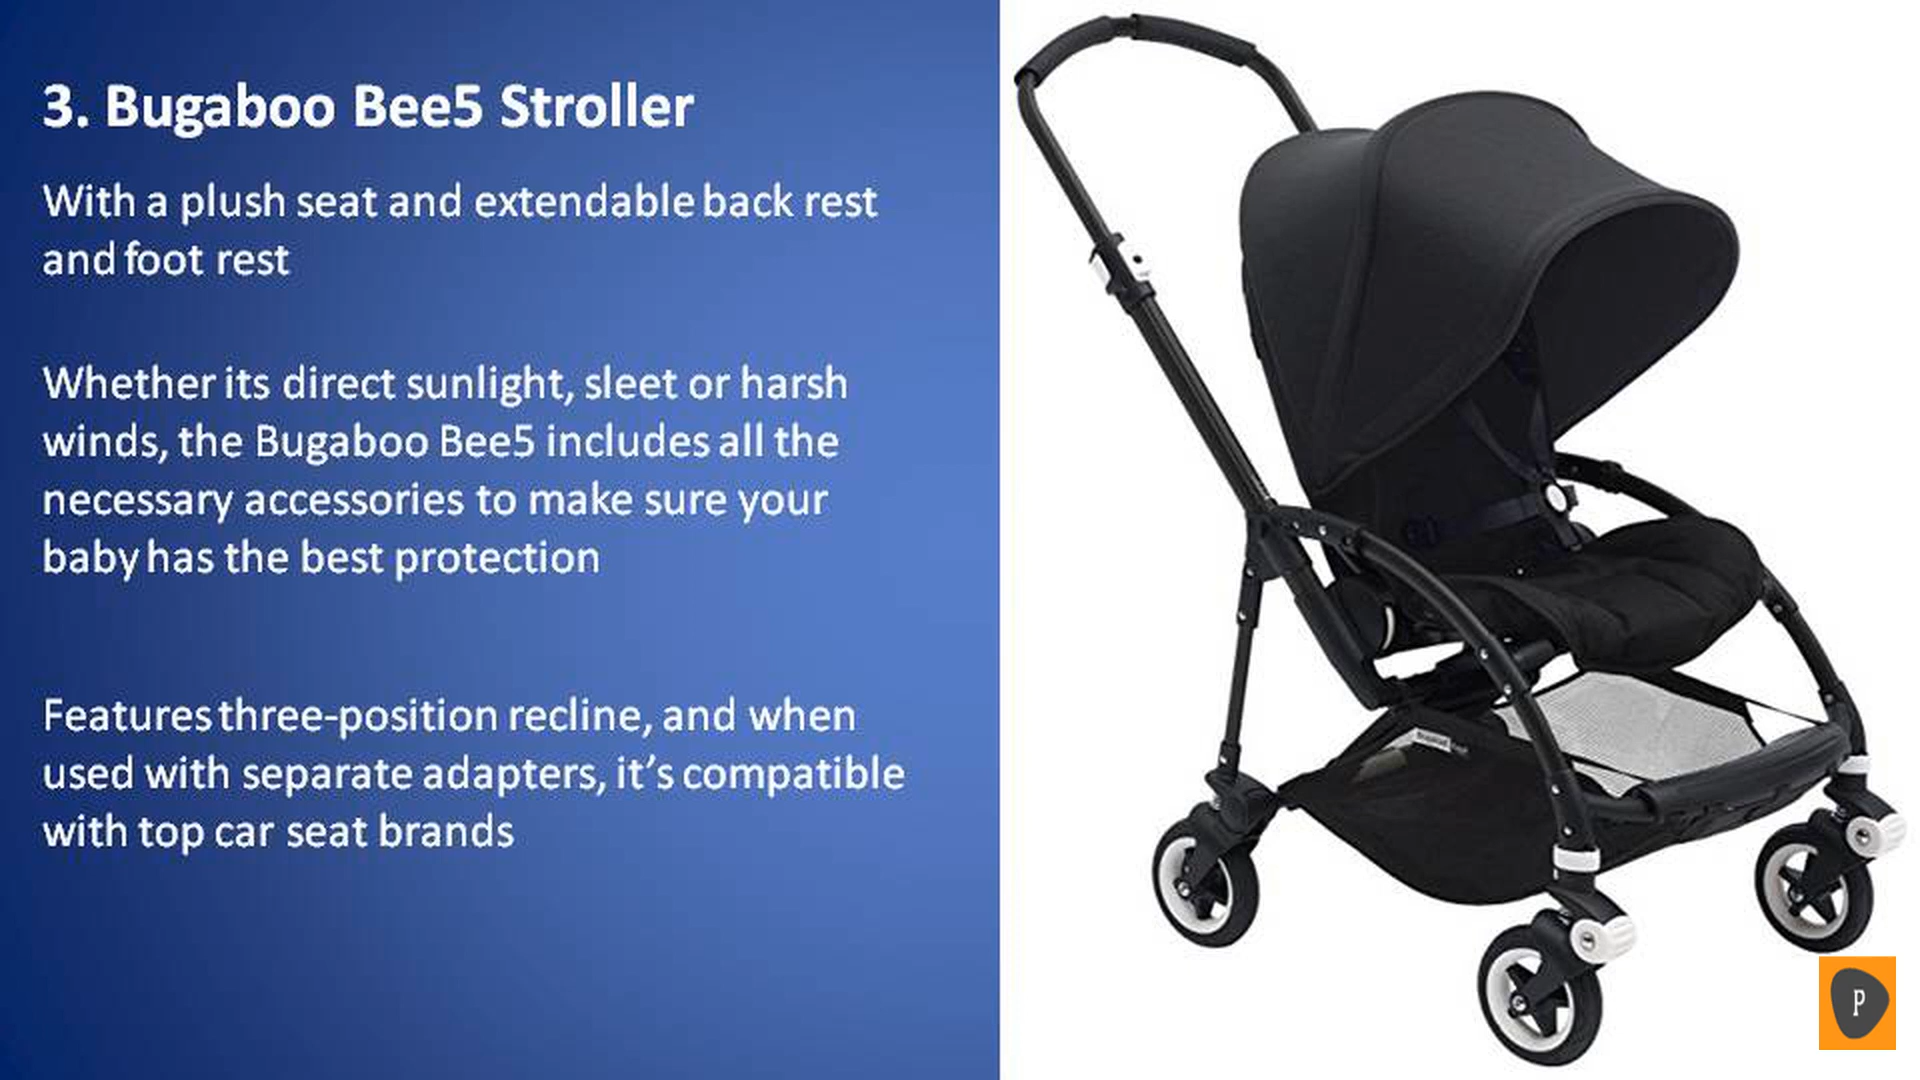 3. Bugaboo Bee5 Stroller
With a plush seat and extendable back rest
and foot rest
Whether its direct sunlight, sleet or harsh
winds, the Bugaboo Bee5 includes all the
necessary accessories to make sure your
baby has the best protection
Features three-position recline, and when
used with separate adapters, it’s compatible
with top car seat brands
P